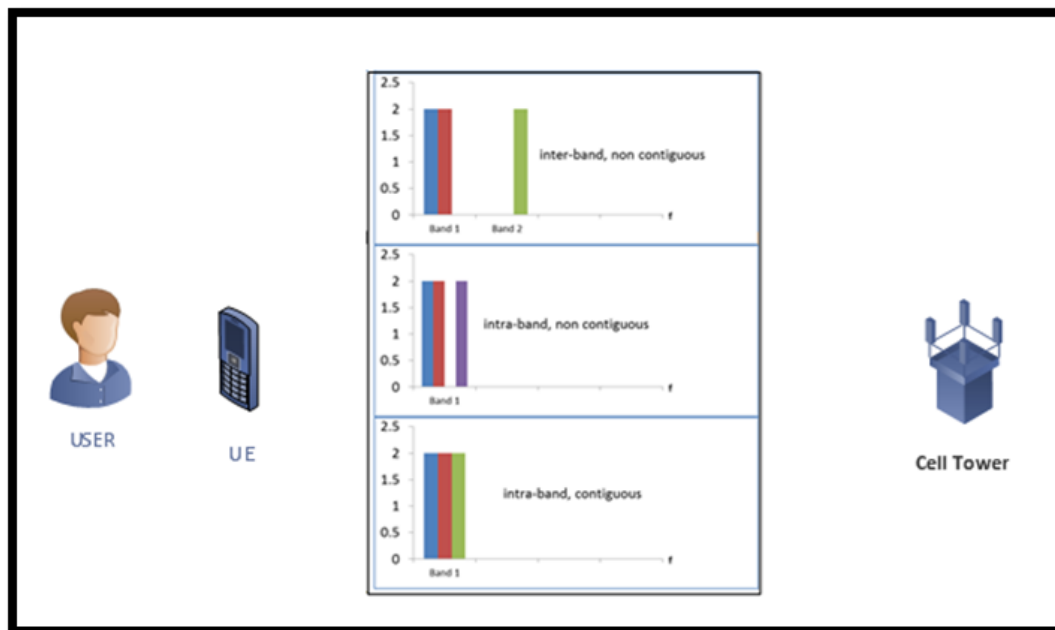 2.5
2
1.5
1
0.5
0
inter-band, non contiguous
f
Band 1 Band 2
2.5
2
1.5
1
0.5
0
intra-band, non contiguous
f
Band 1
2.5
2
1.5
1
0.5
0
intra-band, contiguous
f
Band 1
USER
UE
Cell Tower